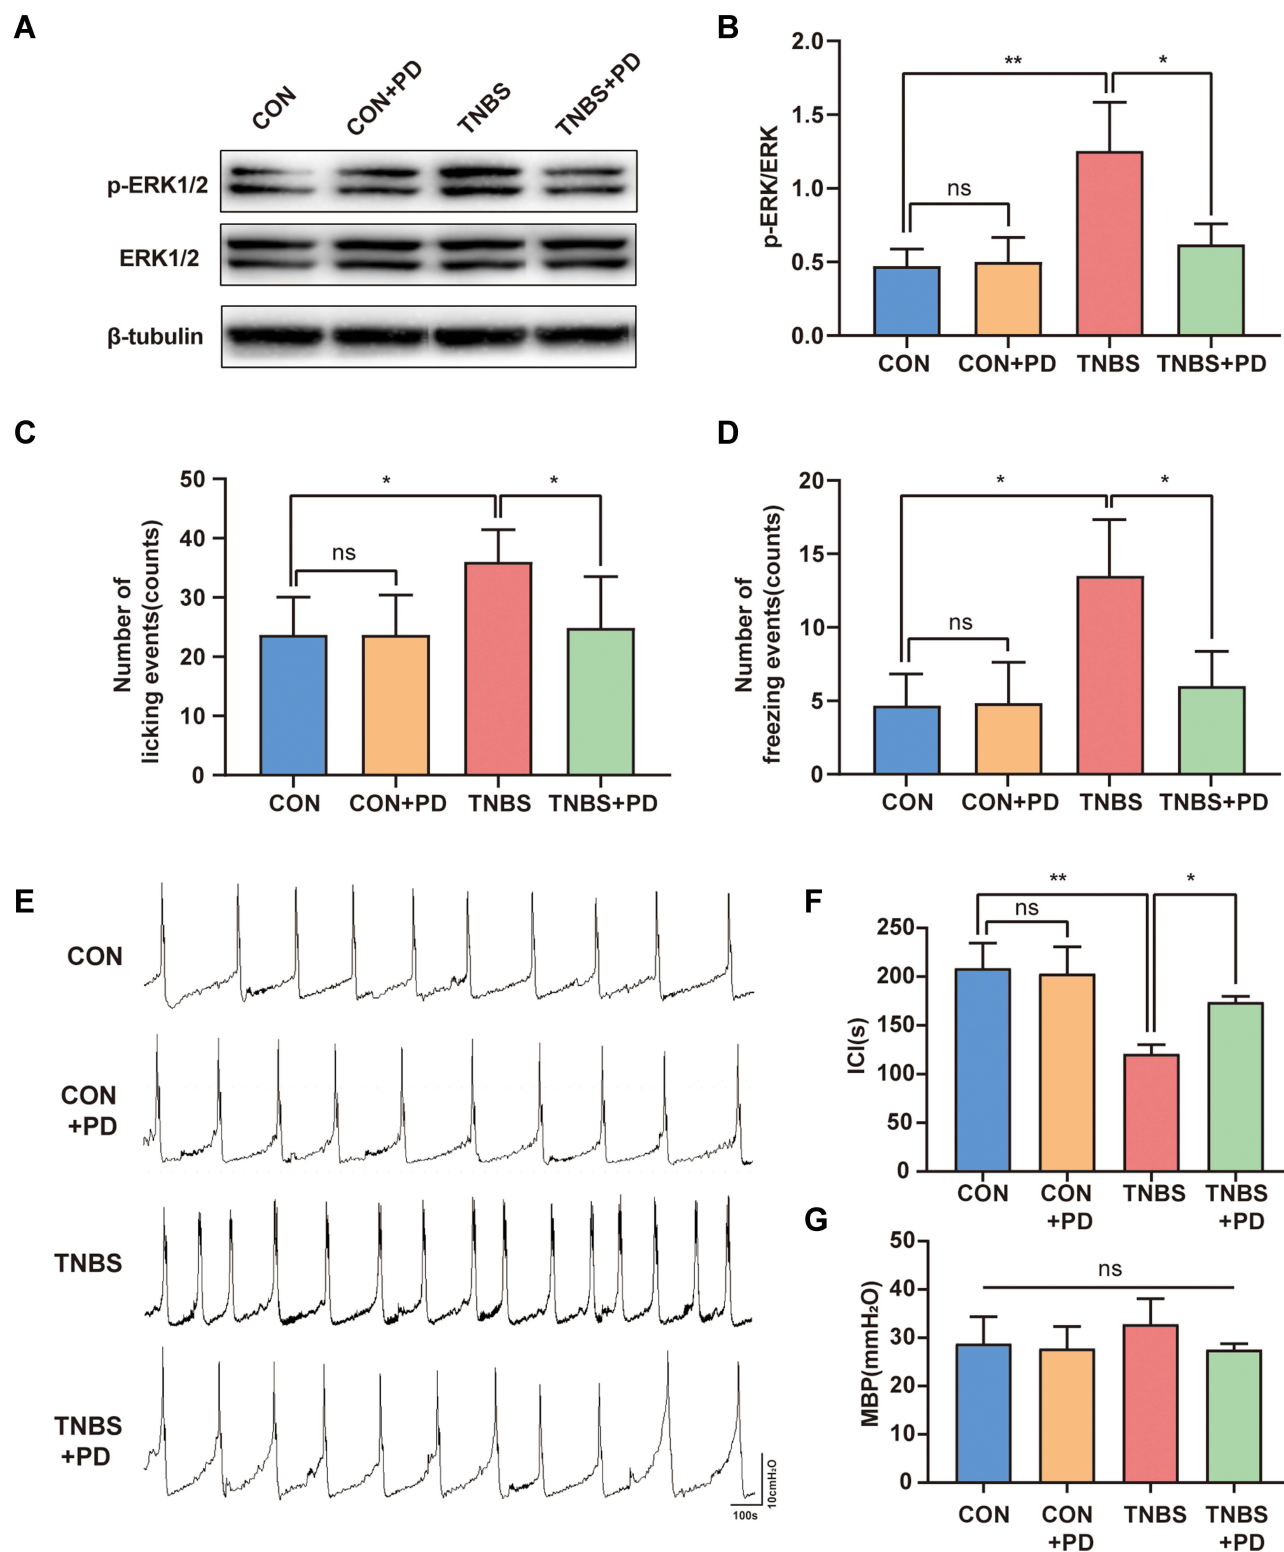 A
CON
CON+PD
TNBS
TNBS+PD
p-ERK1/2
ERK1/2
β-tubulin
B
p-ERK/ERK
2.0
1.5
1.0
0.5
0.0
**
*
ns
CON
CON+PD
TNBS
TNBS+PD
C
Number of
licking events(counts)
50
40
30
20
10
0
*
*
ns
CON
CON+PD
TNBS
TNBS+PD
D
Number of
freezing events(counts)
20
15
10
5
0
*
*
ns
CON
CON+PD
TNBS
TNBS+PD
E
CON
CON
+PD
TNBS
TNBS
+PD
10cmH₂O
100s
F
ICI(s)
250
200
150
100
50
0
**
*
ns
CON
CON
+PD
TNBS
TNBS
+PD
G
MBP(mmH₂O)
50
40
30
20
10
0
ns
CON
CON
+PD
TNBS
TNBS
+PD